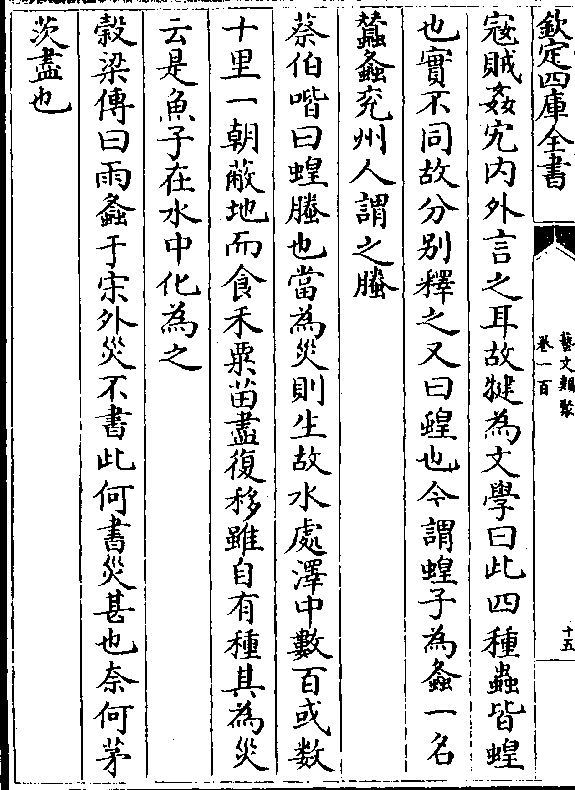 欽定四庫全書
藝文類聚
卷一百
十五
寇賊姦宄内外言之耳故犍為文學曰此四種蟲皆蝗
也實不同故分别釋之又曰蝗也今謂蝗子為螽一名
蠶螽兖州人謂之螣
蔡伯喈曰蝗螣也當為災則生故水處澤中數百或數
十里一朝蔽地而食禾粟苗盡復移雖自有種其為災
云是魚子在水中化為之
榖梁傳曰雨螽于宋外災不書此何書災甚也奈何茅
茨盡也